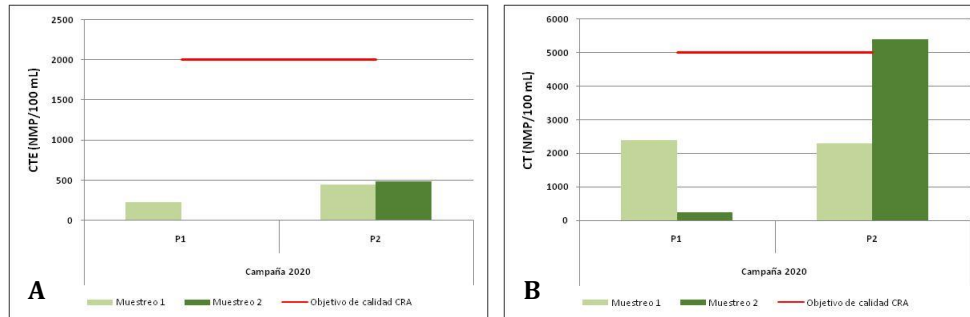 2500
2000
1500
1000
500
0
CTE (NMP/100 mL)
P1 P2
Campaña 2020
A
Muestreo 1 Muestreo 2 Objetivo de calidad CRA
6000
5000
4000
3000
2000
1000
0
CT (NMP/100 mL)
P1 P2
Campaña 2020
B
Muestreo 1 Muestreo 2 Objetivo de calidad CRA